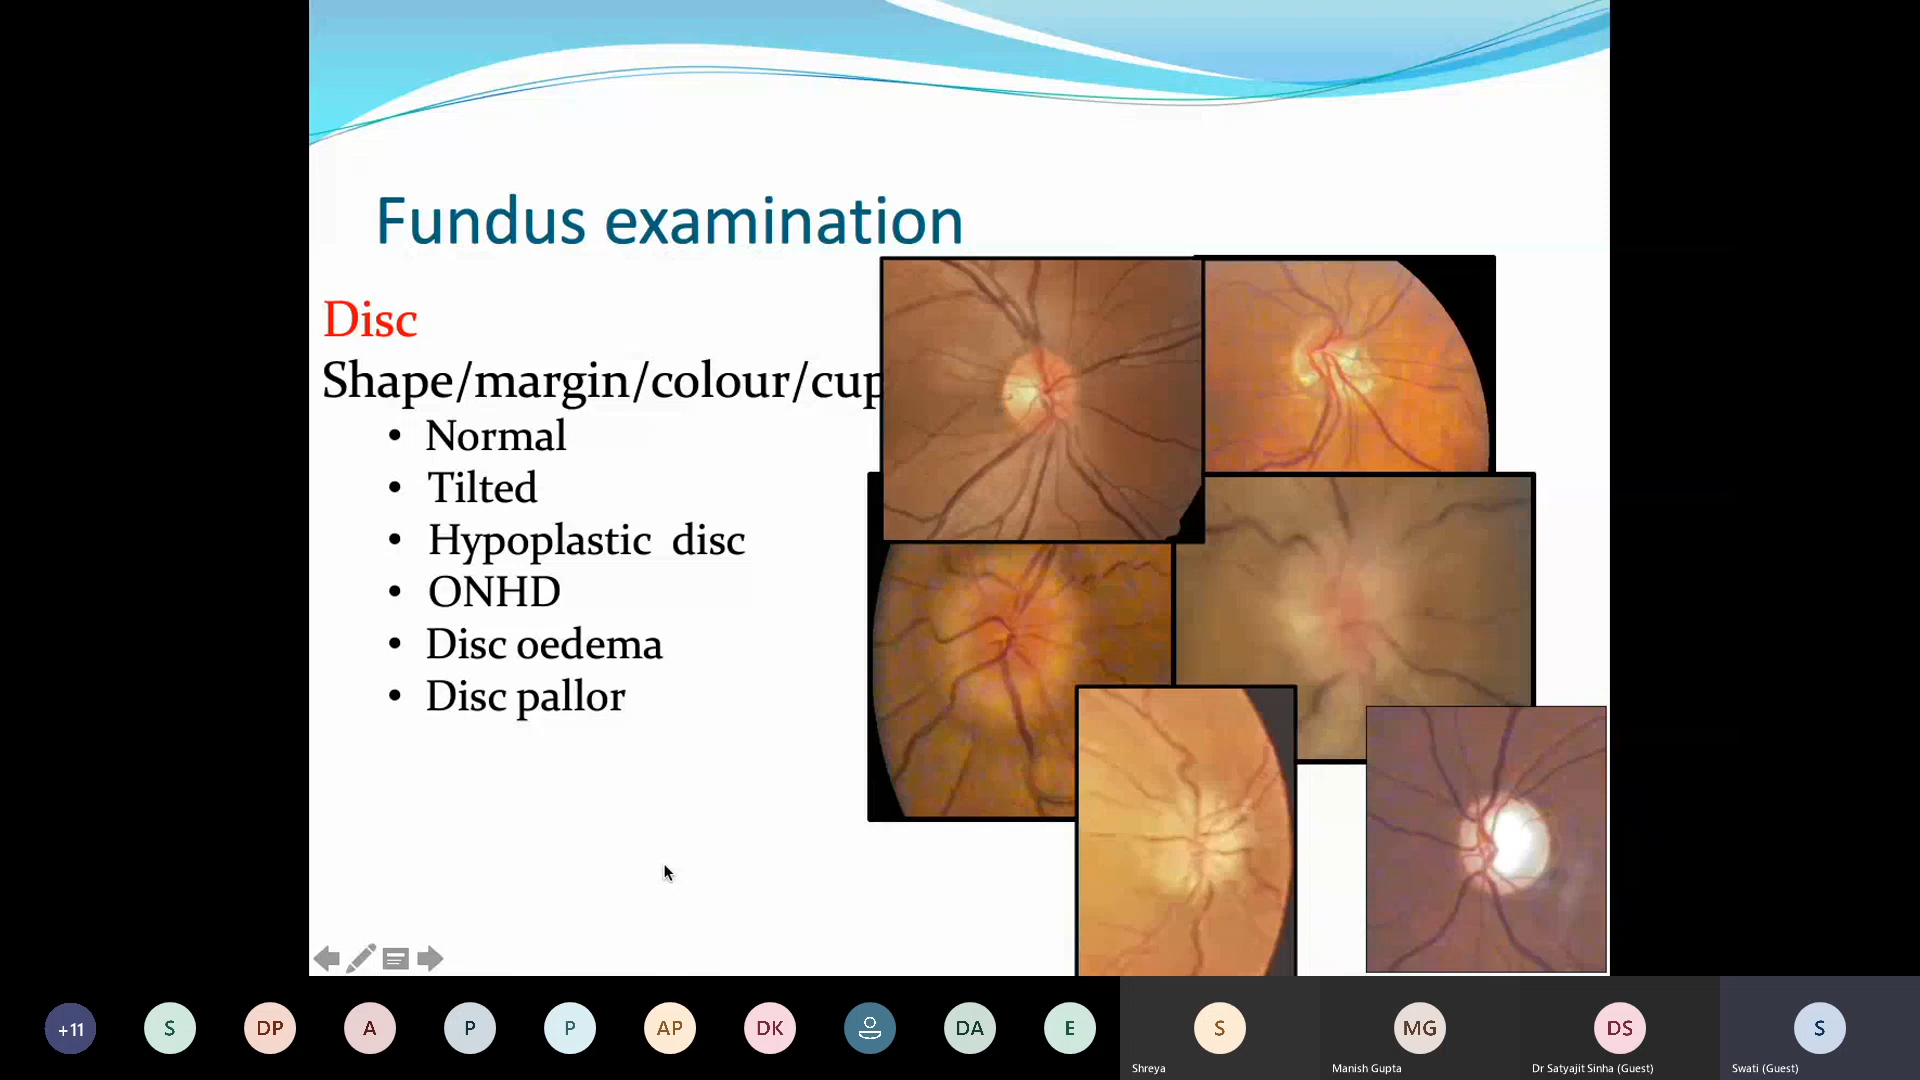 Fundus examination
Disc
Shape/margin/colour/cup
• Normal
• Tilted
• Hypoplastic disc
• ONHD
• Disc oedema
• Disc pallor
+11
S
DP
A
P
P
AP
DK
DA
E
S
MG
DS
S
Shreya
Manish Gupta
Dr Satyajit Sinha (Guest)
Swati (Guest)